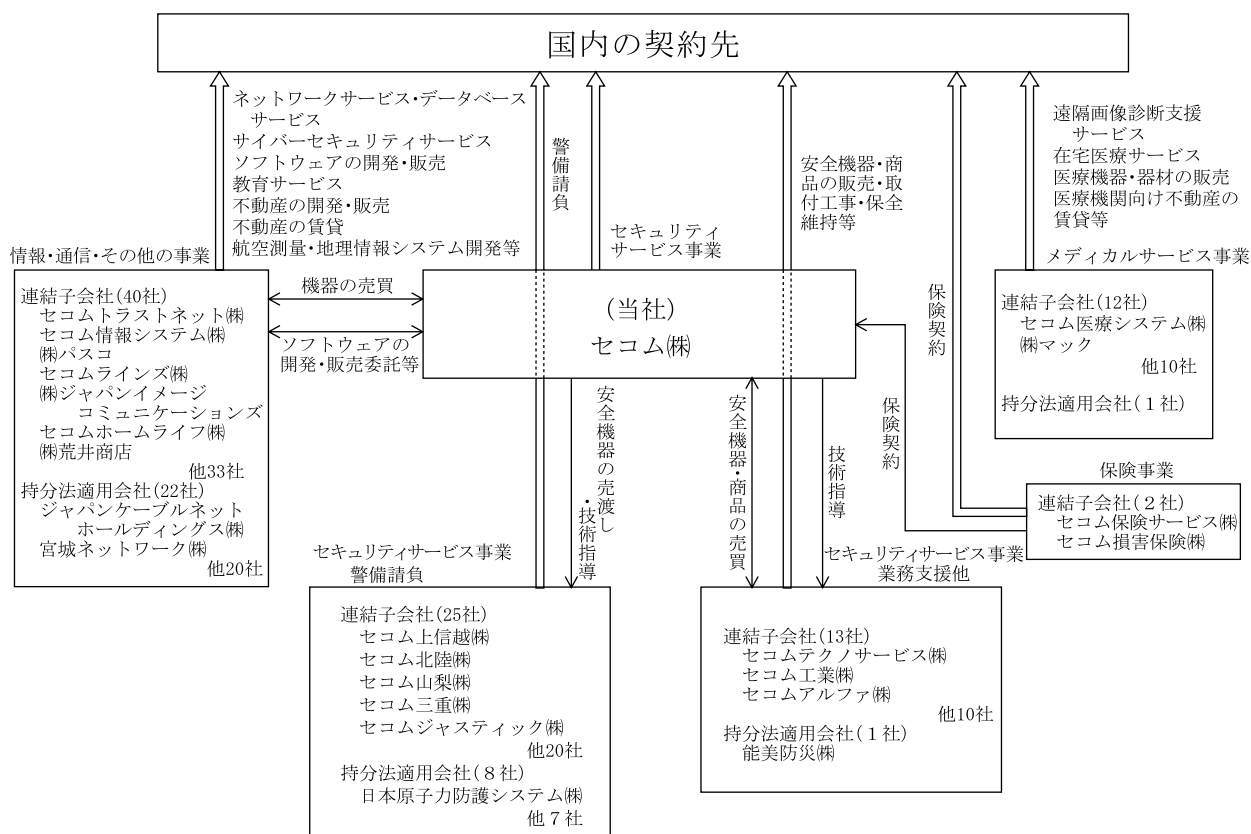 国内の契約先
ネットワークサービス・データベース
サービス
サイバーセキュリティサービス
ソフトウェアの開発・販売
教育サービス
不動産の開発・販売
不動産の賃貸
航空測量・地理情報システム開発等
警備請負
セキュリティ
サービス事業
安全機器・商
品の販売・取
付工事・保全
維持等
保険契約
遠隔画像診断支援
サービス
在宅医療サービス
医療機器・器材の販売
医療機関向け不動産の
賃貸等
情報・通信・その他の事業
連結子会社(40社)
セコムトラストネット㈱
セコム情報システム㈱
㈱パスコ
セコムラインズ㈱
㈱ジャパンイメージ
コミュニケーションズ
セコムホームライフ㈱
㈱荒井商店
他33社
持分法適用会社(22社)
ジャパンケーブルネット
ホールディングス㈱
宮城ネットワーク㈱
他20社
機器の売買
ソフトウェアの
開発・販売委託等
(当社)
セコム㈱
メディカルサービス事業
連結子会社(12社)
セコム医療システム㈱
㈱マック
他10社
持分法適用会社(１社)
安全機器の売渡し
・技術指導
安全機器・商品の売買
技術指導
保険契約
保険事業
連結子会社(２社)
セコム保険サービス㈱
セコム損害保険㈱
セキュリティサービス事業
警備請負
連結子会社(25社)
セコム上信越㈱
セコム北陸㈱
セコム山梨㈱
セコム三重㈱
セコムジャスティック㈱
他20社
持分法適用会社(８社)
日本原子力防護システム㈱
他７社
セキュリティサービス事業
業務支援他
連結子会社(13社)
セコムテクノサービス㈱
セコム工業㈱
セコムアルファ㈱
他10社
持分法適用会社(１社)
能美防災㈱